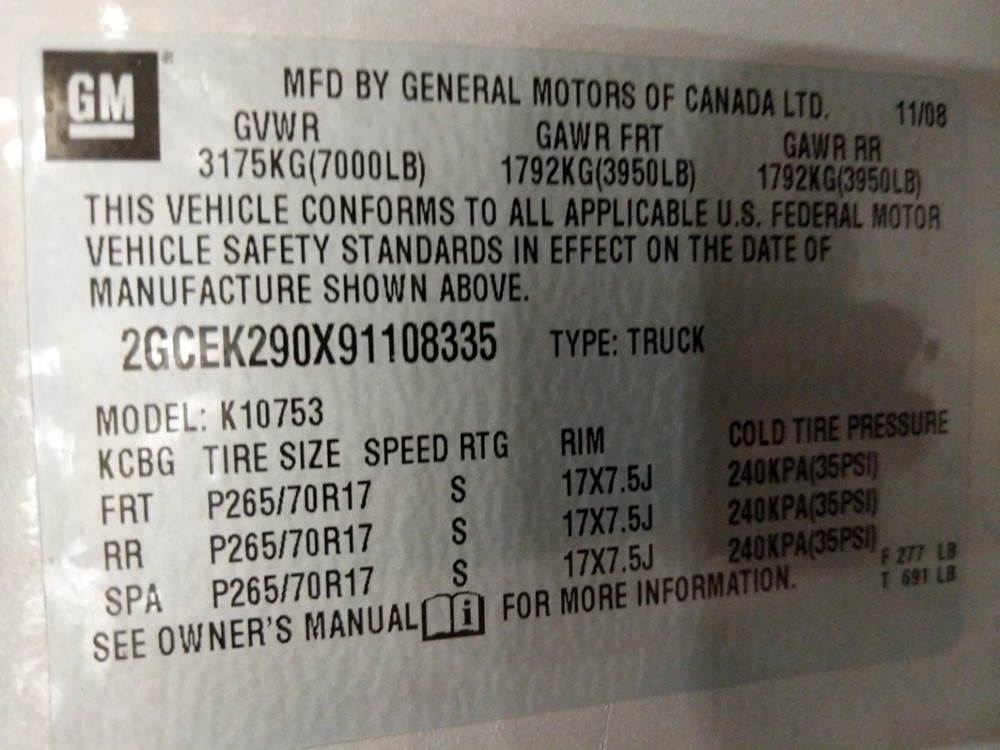 GM®
MFD BY GENERAL MOTORS OF CANADA LTD. 11/08
GVWR GAWR FRT GAWR RR
3175KG(7000LB) 1792KG(3950LB) 1792KG(3950LB)
THIS VEHICLE CONFORMS TO ALL APPLICABLE U.S. FEDERAL MOTOR
VEHICLE SAFETY STANDARDS IN EFFECT ON THE DATE OF
MANUFACTURE SHOWN ABOVE.
2GCEK290X91108335 TYPE: TRUCK
MODEL: K10753
KCBG TIRE SIZE SPEED RTG RIM COLD TIRE PRESSURE
FRT P265/70R17 S 17X7.5J 240KPA(35PSI)
RR P265/70R17 S 17X7.5J 240KPA(35PSI)
SPA P265/70R17 S 17X7.5J 240KPA(35PSI)
F 277 LB
T 691 LB
SEE OWNER'S MANUAL i FOR MORE INFORMATION.